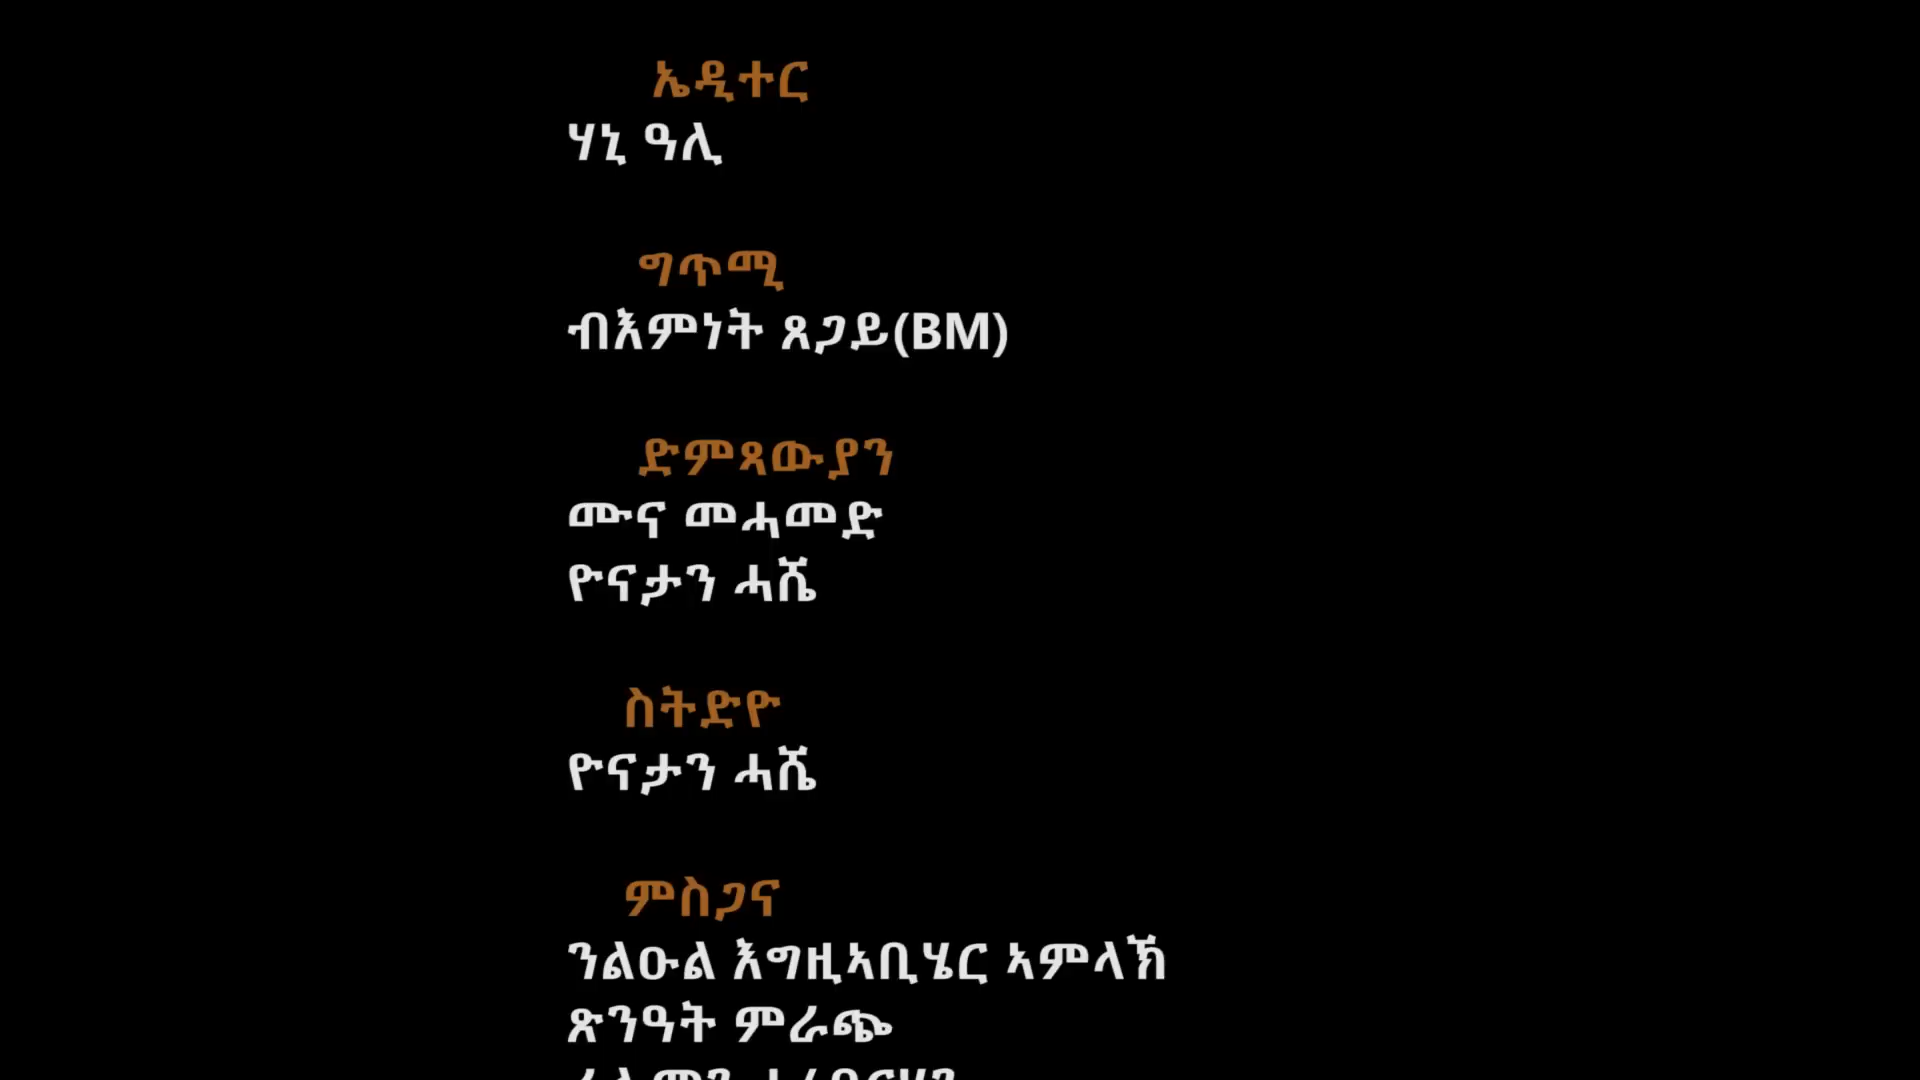 ኤዲተር
ሃኒ ዓሊ
ግጥሚ
ብእምነት ጸጋይ(BM)
ድምጻውያን
ሙና መሓመድ
ዮናታን ሓሼ
ስትድዮ
ዮናታን ሓሼ
ምስጋና
ንልዑል እግዚኣቢሄር ኣምላኽ
ጽንዓት ምራጭ